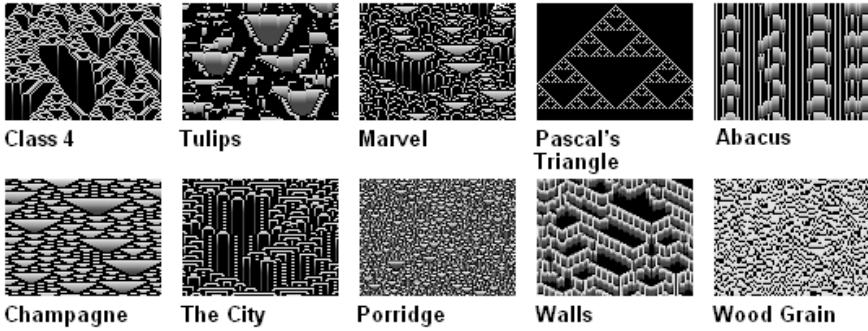 Class 4
Tulips
Marvel
Pascal's
Triangle
Abacus
Champagne
The City
Porridge
Walls
Wood Grain